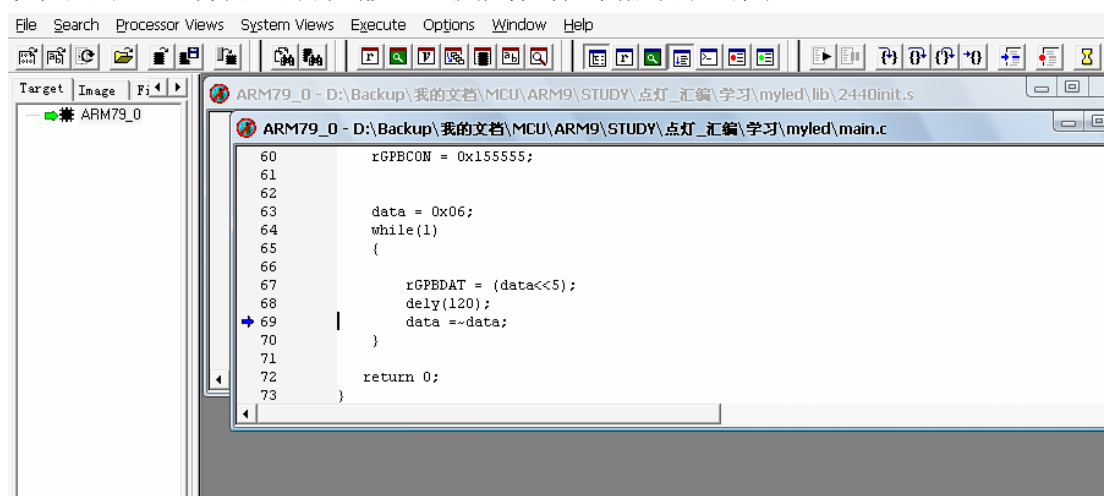 File Search Processor Views System Views Execute Options Window Help
Target Image Fi
ARM79_0
ARM79_0 - D:\Backup\我的文档\MCU\ARM9\STUDY\点灯_汇编\学习\myled\lib\2440init.s
ARM79_0 - D:\Backup\我的文档\MCU\ARM9\STUDY\点灯_汇编\学习\myled\main.c
60 rGPBCON = 0x155555;
61
62
63 data = 0x06;
64 while(1)
65 {
66
67 rGPBDAT = (data<<5);
68 dely(120);
69 data =~data;
70 }
71
72 return 0;
73 }